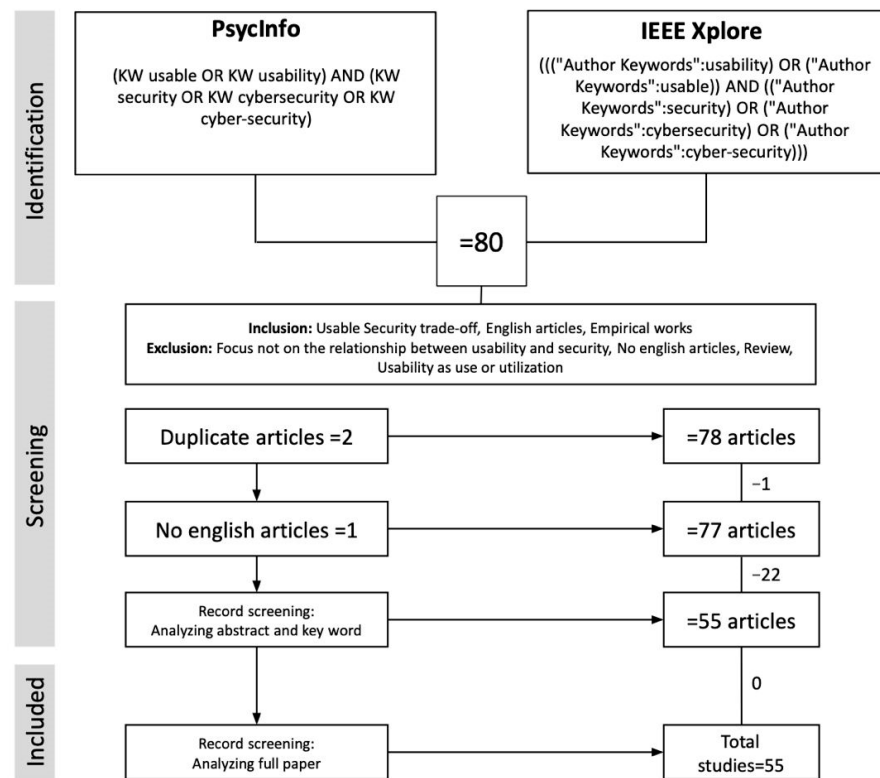 Identification
PsycInfo
(KW usable OR KW usability) AND (KW
security OR KW cybersecurity OR KW
cyber-security)
IEEE Xplore
((("Author Keywords":usability) OR ("Author
Keywords":usable)) AND (("Author
Keywords":security) OR ("Author
Keywords":cybersecurity) OR ("Author
Keywords":cyber-security)))
=80
Screening
Inclusion: Usable Security trade-off, English articles, Empirical works
Exclusion: Focus not on the relationship between usability and security, No english articles, Review,
Usability as use or utilization
Duplicate articles =2
=78 articles
−1
No english articles =1
=77 articles
−22
Record screening:
Analyzing abstract and key word
=55 articles
0
Included
Record screening:
Analyzing full paper
Total
studies=55